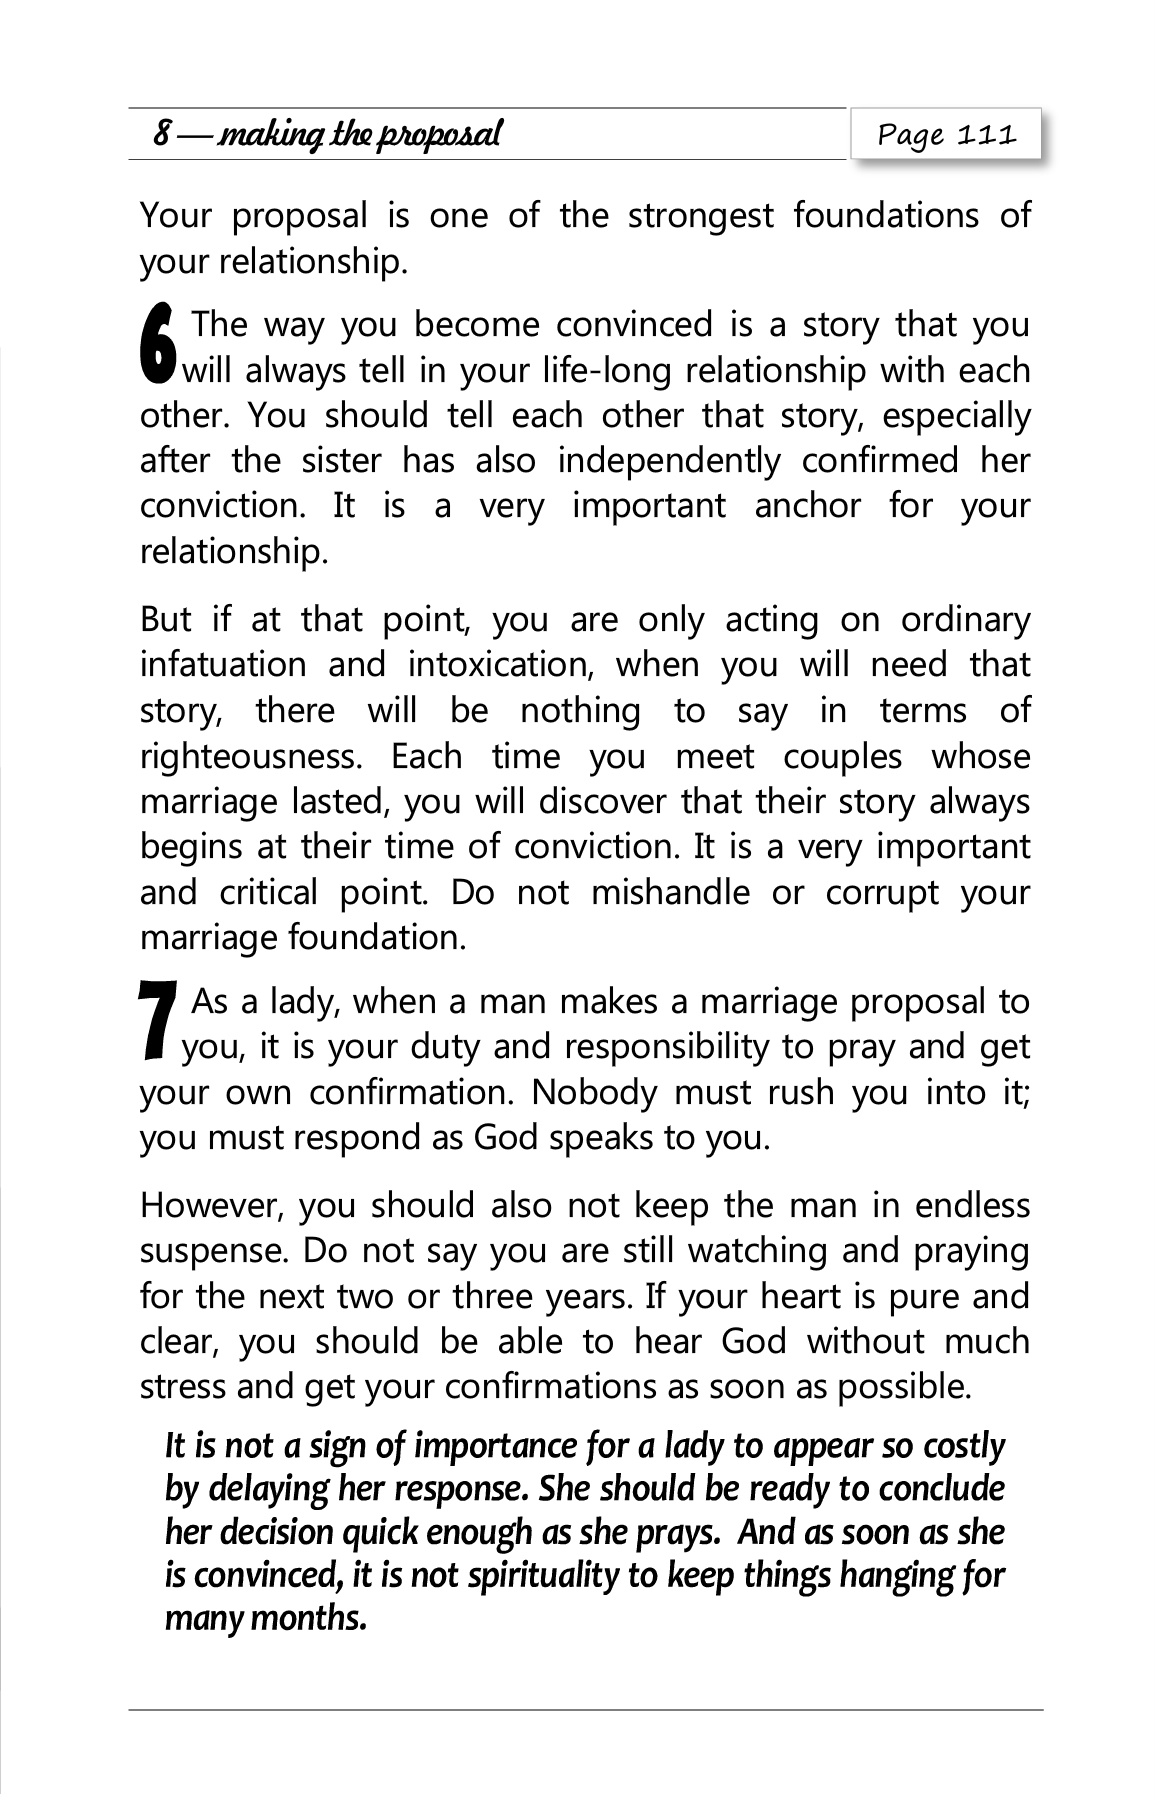 8 — making the proposal
Page 111
Your proposal is one of the strongest foundations of
your relationship.
6 The way you become convinced is a story that you
will always tell in your life-long relationship with each
other. You should tell each other that story, especially
after the sister has also independently confirmed her
conviction. It is a very important anchor for your
relationship.
But if at that point, you are only acting on ordinary
infatuation and intoxication, when you will need that
story, there will be nothing to say in terms of
righteousness. Each time you meet couples whose
marriage lasted, you will discover that their story always
begins at their time of conviction. It is a very important
and critical point. Do not mishandle or corrupt your
marriage foundation.
7 As a lady, when a man makes a marriage proposal to
you, it is your duty and responsibility to pray and get
your own confirmation. Nobody must rush you into it;
you must respond as God speaks to you.
However, you should also not keep the man in endless
suspense. Do not say you are still watching and praying
for the next two or three years. If your heart is pure and
clear, you should be able to hear God without much
stress and get your confirmations as soon as possible.
It is not a sign of importance for a lady to appear so costly
by delaying her response. She should be ready to conclude
her decision quick enough as she prays.  And as soon as she
is convinced, it is not spirituality to keep things hanging for
many months.